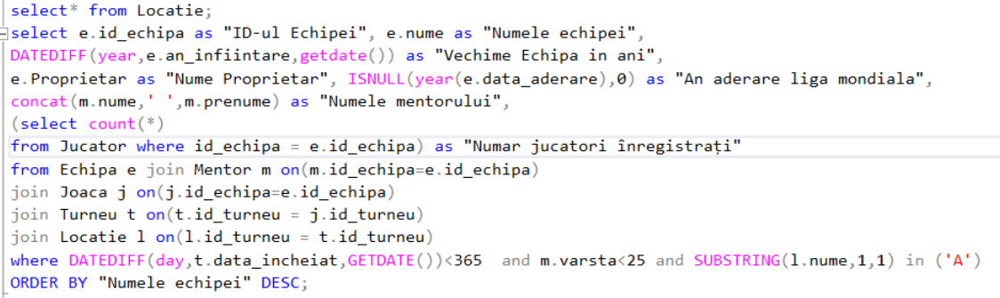 select* from Locatie;
select e.id_echipa as "ID-ul Echipei", e.nume as "Numele echipei",
DATEDIFF(year,e.an_infiintare,getdate()) as "Vechime Echipa in ani",
e.Proprietar as "Nume Proprietar", ISNULL(year(e.data_aderare),0) as "An aderare liga mondiala",
concat(m.nume,' ',m.prenume) as "Numele mentorului",
(select count(*)
from Jucator where id_echipa = e.id_echipa) as "Numar jucatori înregistrați"
from Echipa e join Mentor m on(m.id_echipa=e.id_echipa)
join Joaca j on(j.id_echipa=e.id_echipa)
join Turneu t on(t.id_turneu = j.id_turneu)
join Locatie l on(l.id_turneu = t.id_turneu)
where DATEDIFF(day,t.data_incheiat,GETDATE())<365  and m.varsta<25 and SUBSTRING(l.nume,1,1) in ('A')
ORDER BY "Numele echipei" DESC;